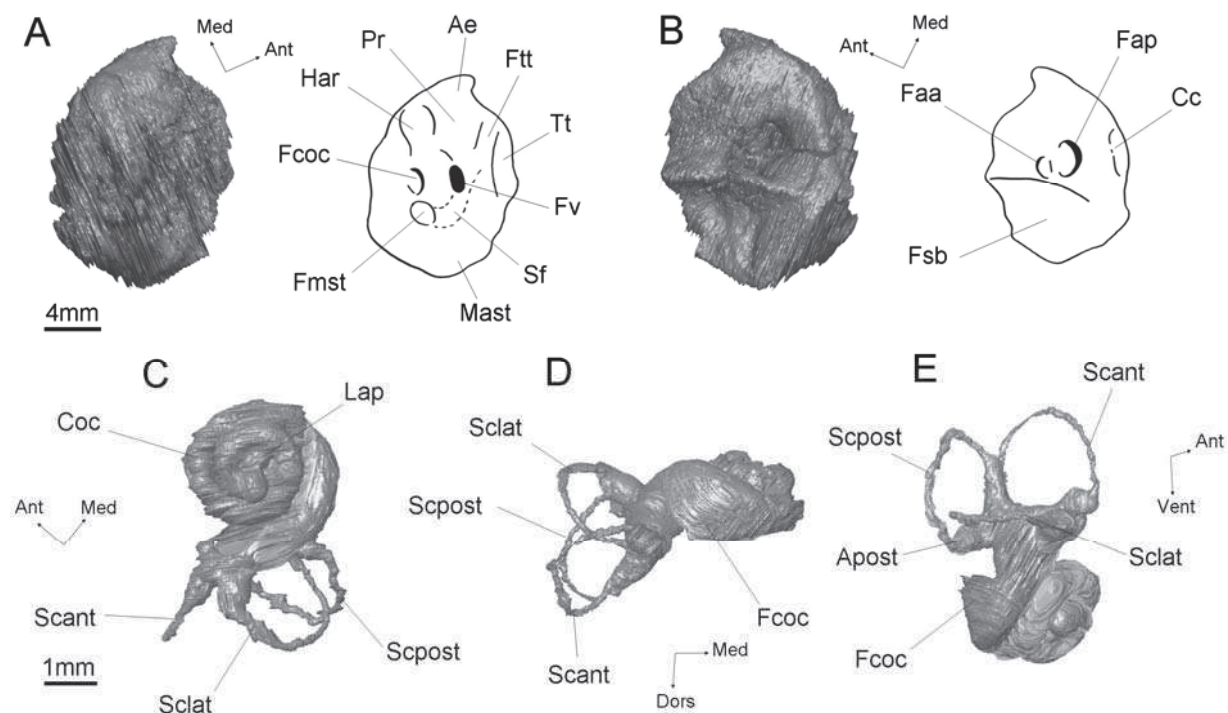 A
Med
Ant
Pr
Ae
Har
Ftt
Fcoc
Tt
Fv
Fmst
Sf
Mast
4mm
B
Med
Ant
Fap
Faa
Cc
Fsb
C
Lap
Coc
Ant
Med
Scant
Scpost
Sclat
1mm
D
Sclat
Scpost
Fcoc
Scant
Med
Dors
E
Scant
Scpost
Ant
Vent
Apost
Sclat
Fcoc